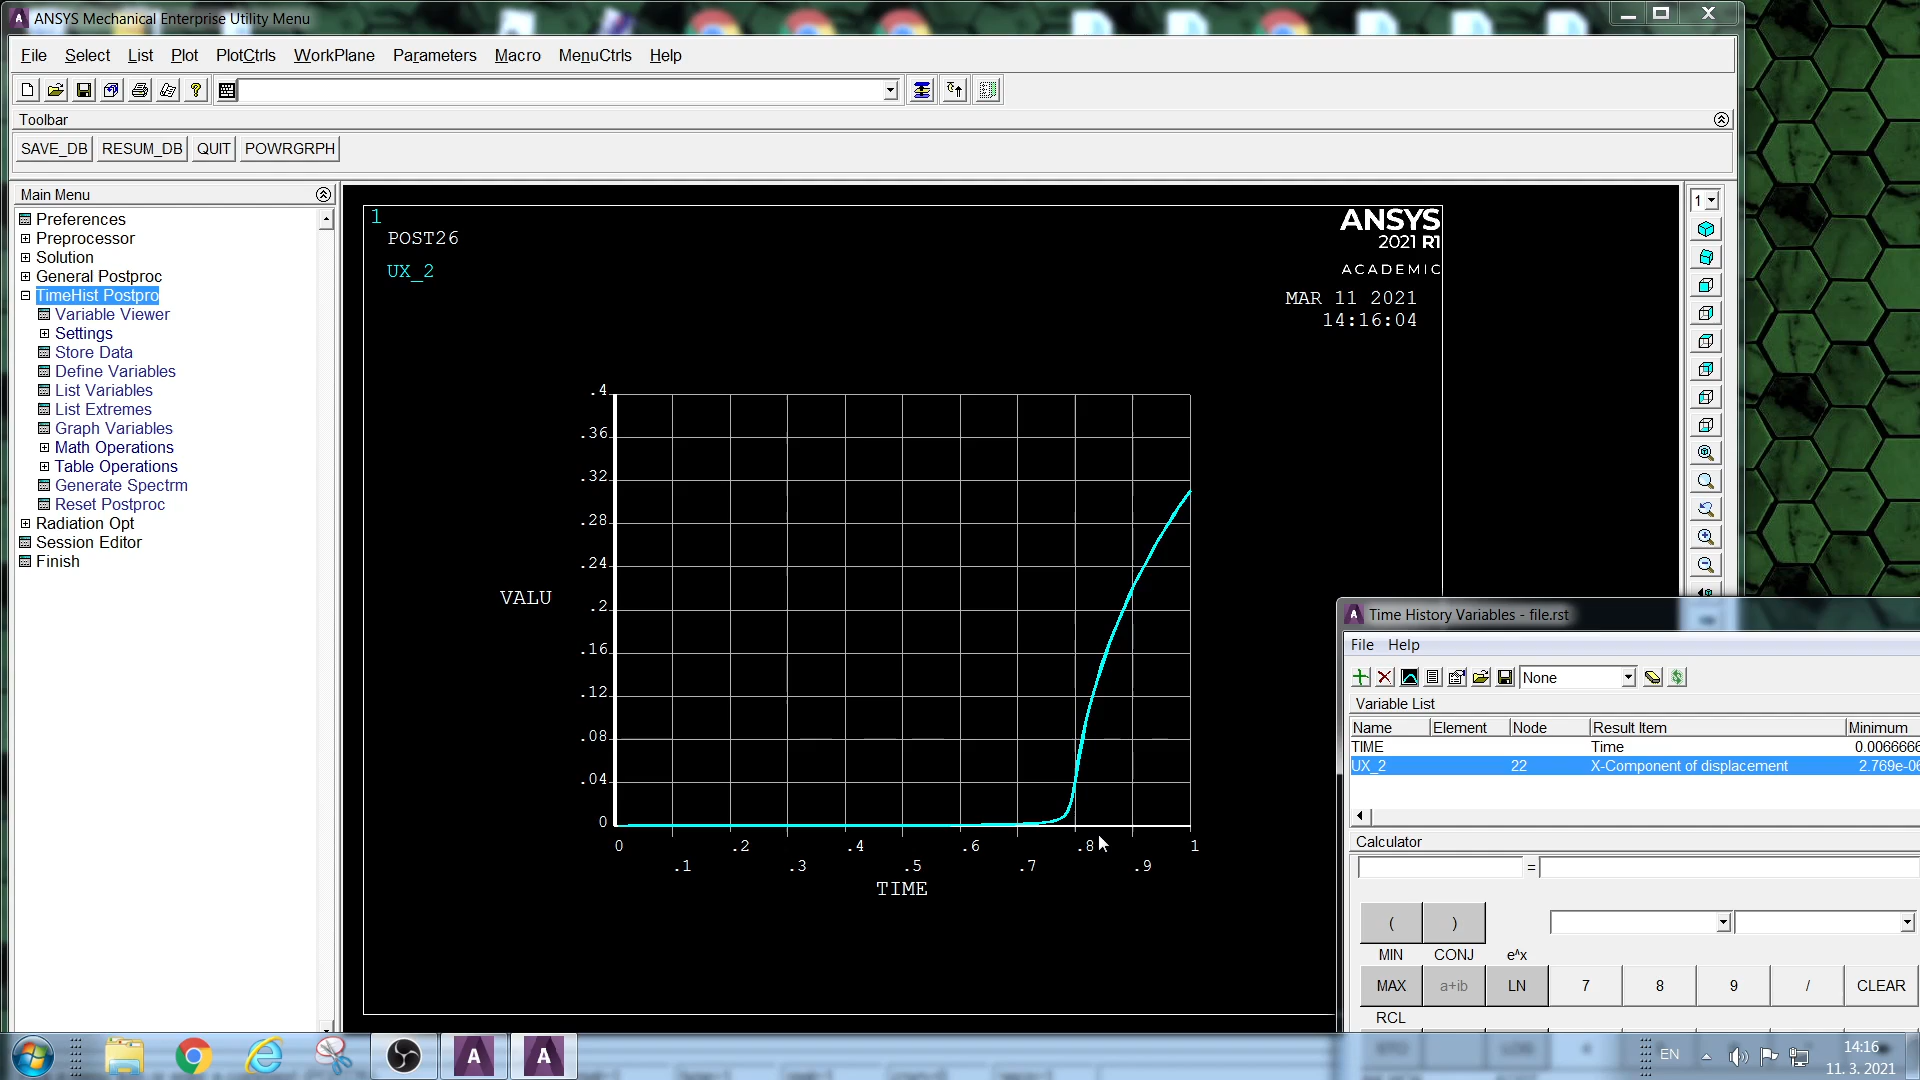 ANSYS Mechanical Enterprise Utility Menu
File Select List Plot PlotCtrls WorkPlane Parameters Macro MenuCtrls Help
Toolbar
SAVE_DB RESUM_DB QUIT POWRGRPH
Main Menu
Preferences
Preprocessor
Solution
General Postproc
TimeHist Postpro
Variable Viewer
Settings
Store Data
Define Variables
List Variables
List Extremes
Graph Variables
Math Operations
Table Operations
Generate Spectrm
Reset Postproc
Radiation Opt
Session Editor
Finish
1
POST26
UX_2
ANSYS
2021 R1
ACADEMIC
MAR 11 2021
14:16:04
1
.4
.36
.32
.28
.24
VALU
.2
.16
.12
.08
.04
0
0 .2 .4 .6 .8 1
.1 .3 .5 .7 .9
TIME
Time History Variables - file.rst
File Help
None
Variable List
Name Element Node Result Item Minimum
TIME Time 0.0066666
UX_2 22 X-Component of displacement 2.769e-06
Calculator
=
( )
MIN CONJ e^x
MAX a+ib LN 7 8 9 / CLEAR
RCL
EN
14:16
11. 3. 2021